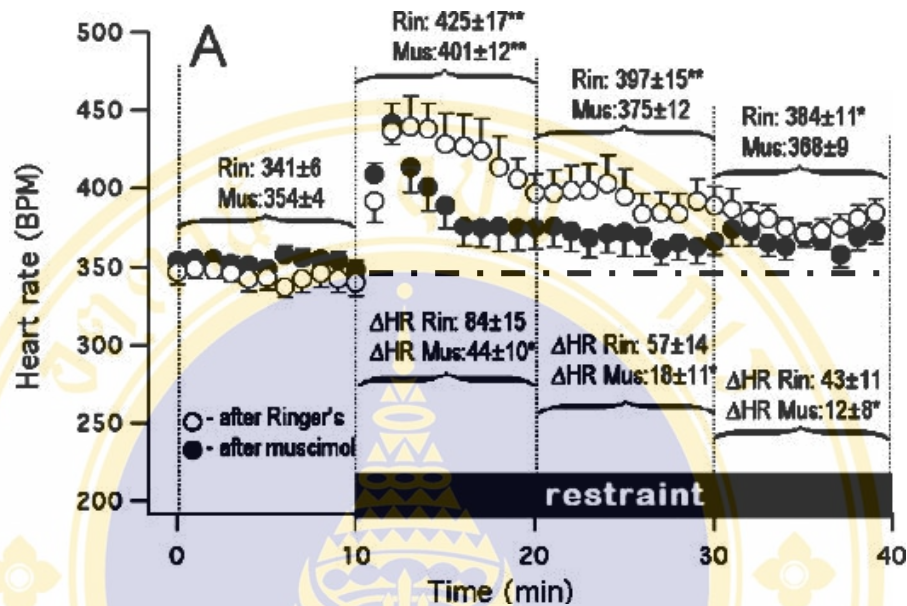 A
Rin: 425±17**
Mus:401±12**
Rin: 397±15**
Mus:375±12
Rin: 384±11*
Mus:368±9
Rin: 341±6
Mus:354±4
Heart rate (BPM)
500
450
400
350
300
250
200
ΔHR Rin: 84±15
ΔHR Mus:44±10*
ΔHR Rin: 57±14
ΔHR Mus:18±11*
ΔHR Rin: 43±11
ΔHR Mus:12±8*
- after Ringer's
- after muscimol
restraint
0
10
20
30
40
Time (min)